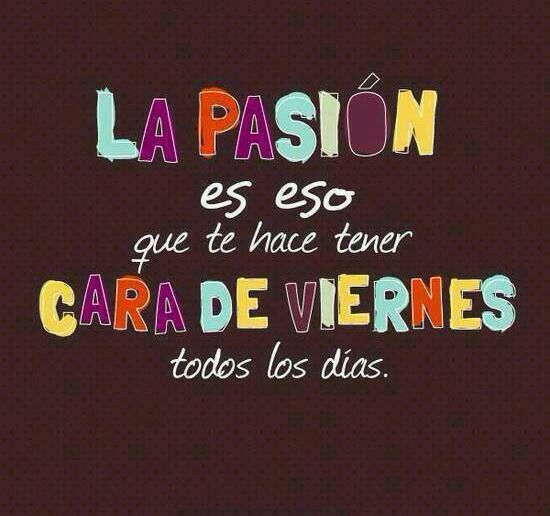 LA PASIÓN
es eso
que te hace tener
CARA DE VIERNES
todos los días.